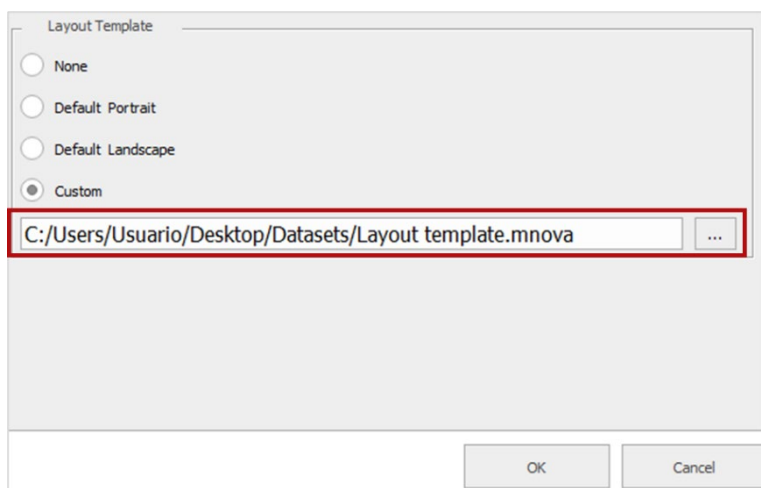 Layout Template
None
Default Portrait
Default Landscape
Custom
C:/Users/Usuario/Desktop/Datasets/Layout template.mnova
...
OK
Cancel